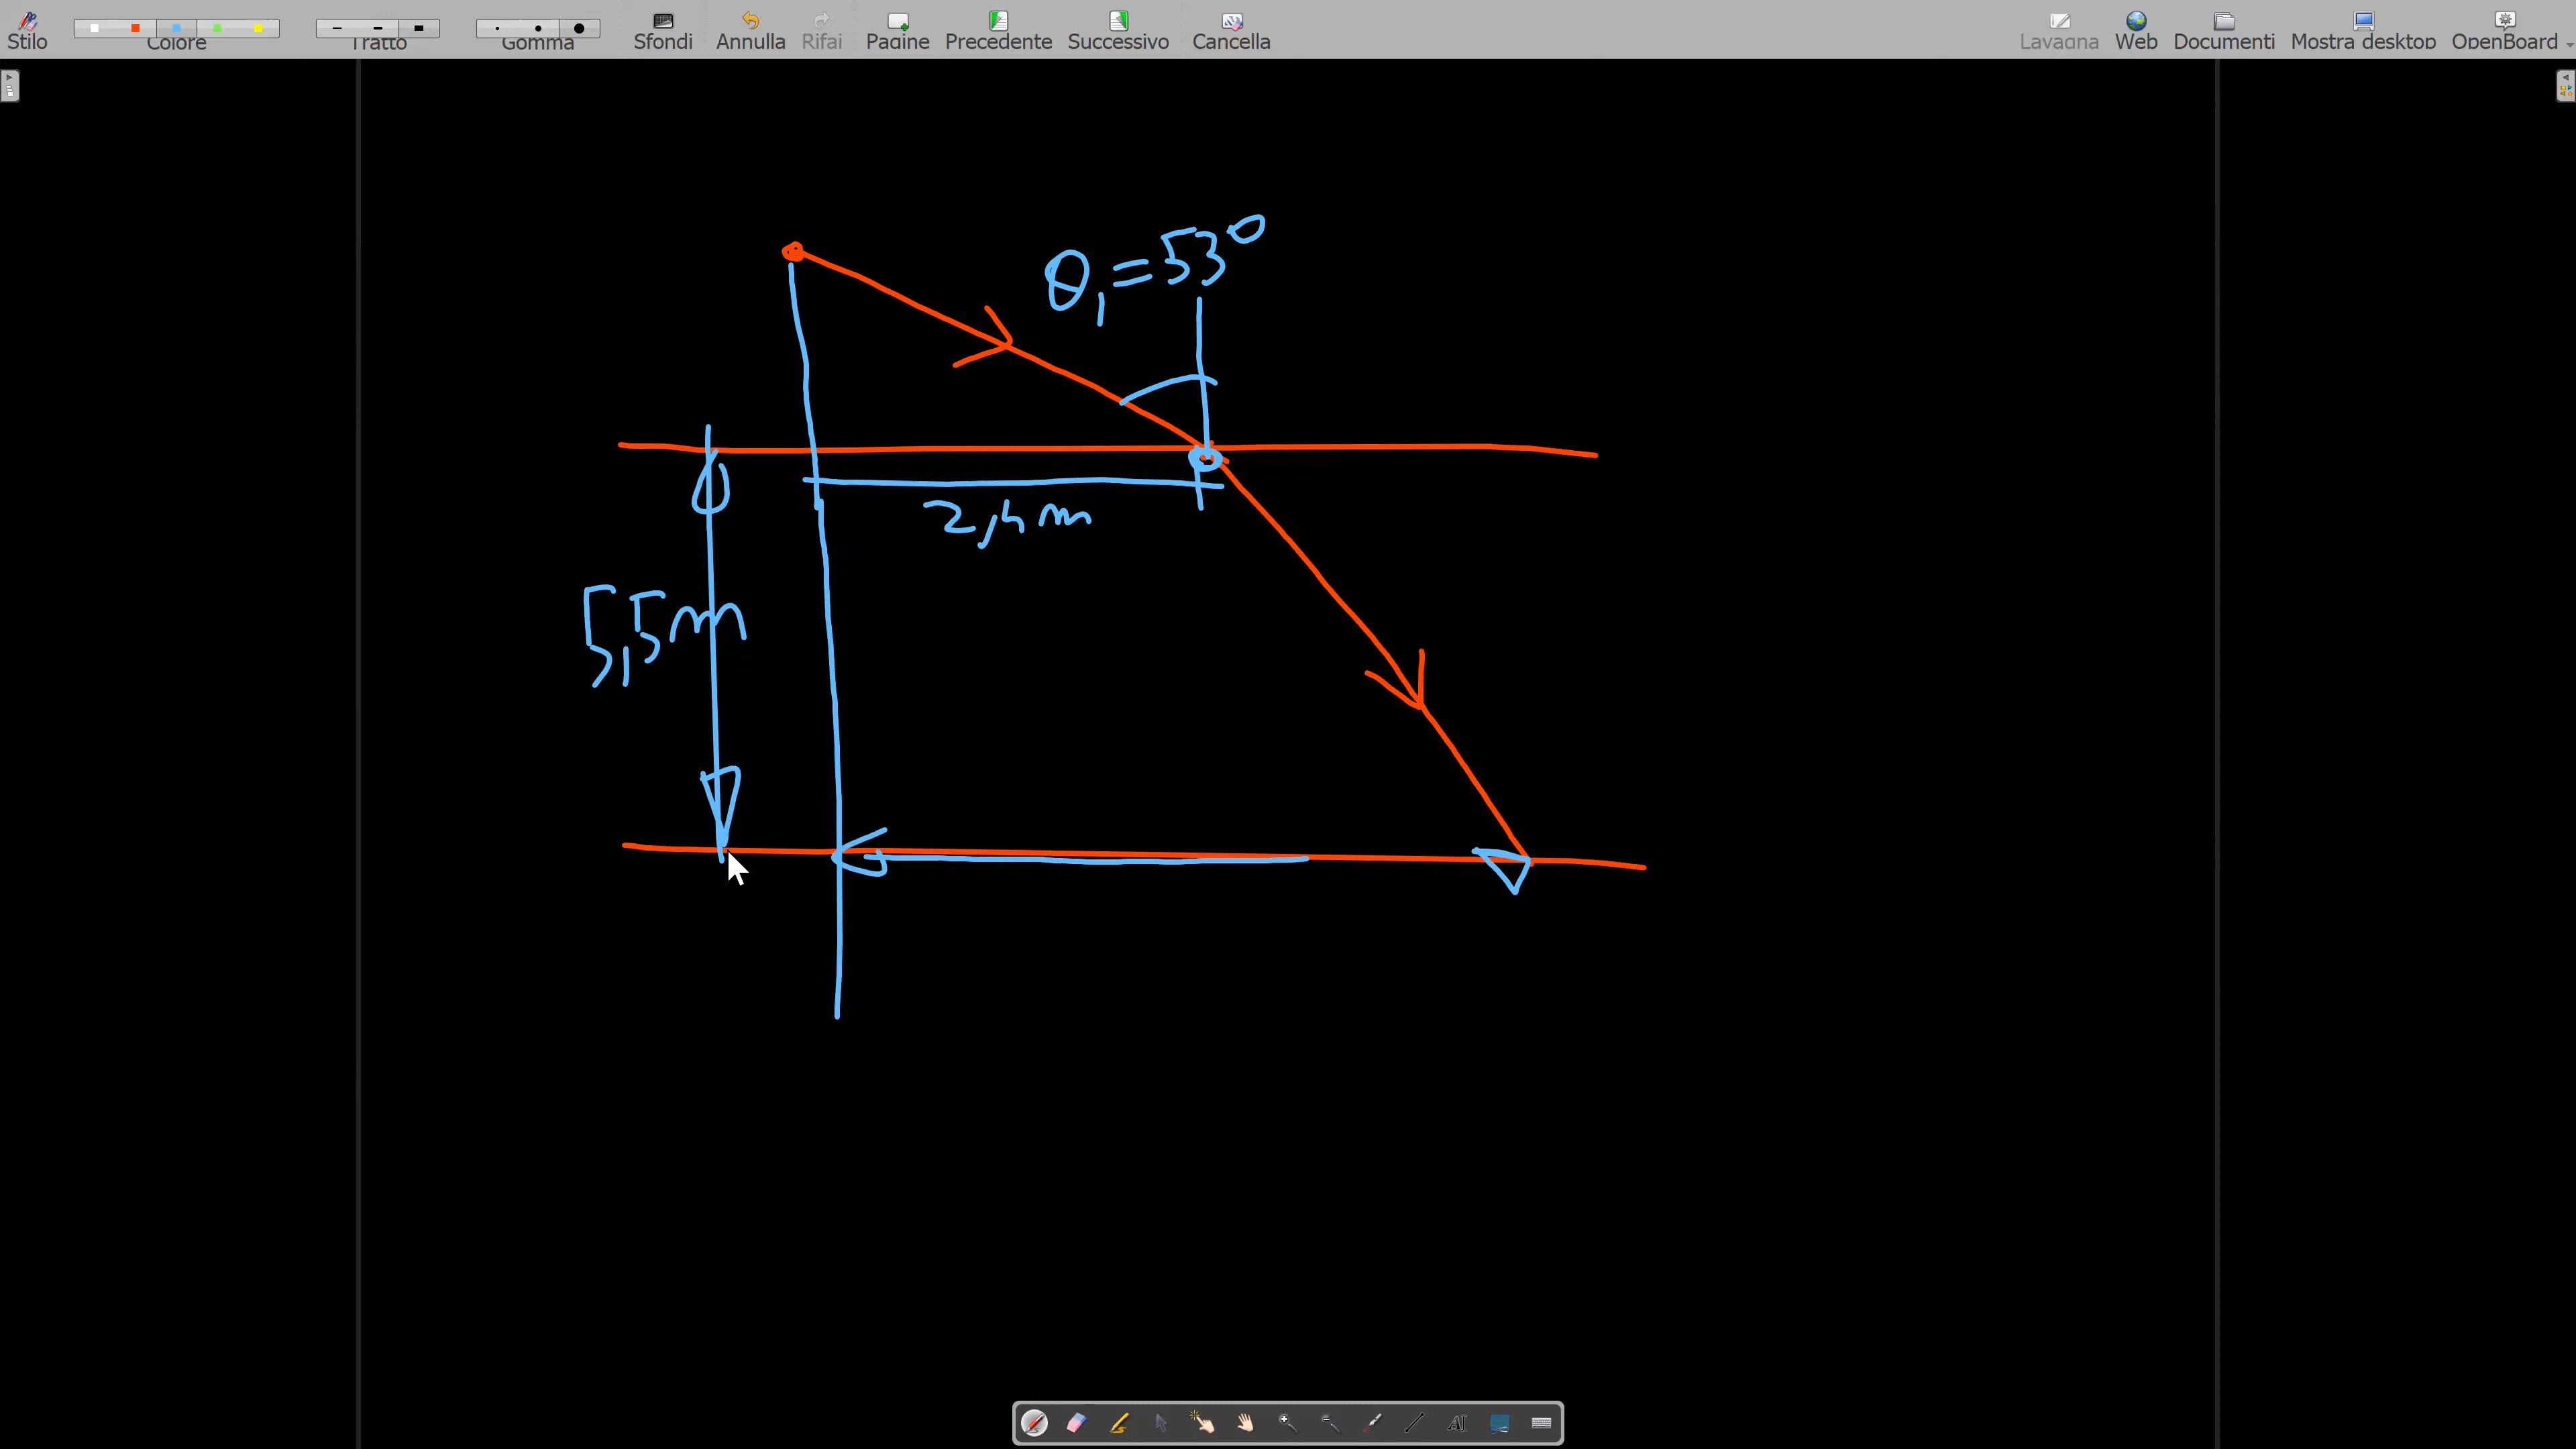 Stilo Colore Tratto Gomma Sfondi Annulla Rifai Pagine Precedente Successivo Cancella Lavagna Web Documenti Mostra desktop OpenBoard
θ₁ = 53°
2,4 m
5,5 m